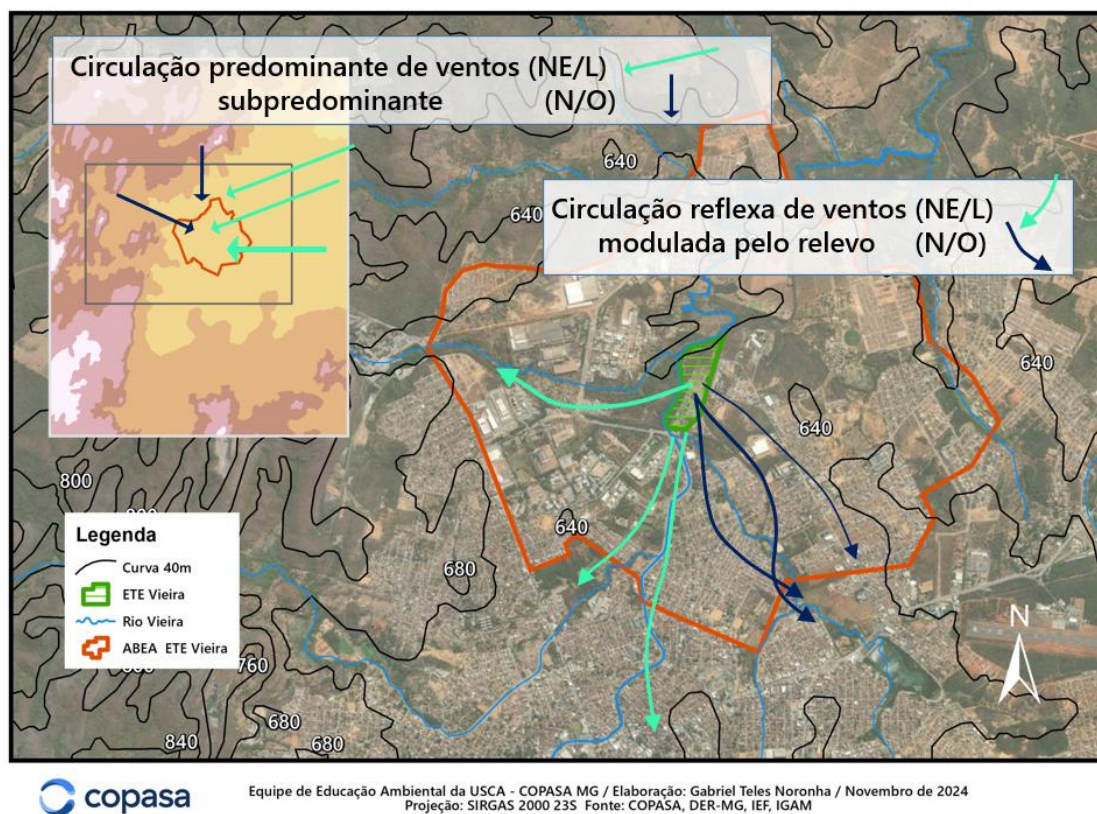 Circulação predominante de ventos (NE/L)
subpredominante (N/O)
Circulação reflexa de ventos (NE/L)
modulada pelo relevo (N/O)
640
640
640
640
640
800
680
760
680
680
840
Legenda
Curva 40m
ETE Vieira
Rio Vieira
ABEA ETE Vieira
N
copasa
Equipe de Educação Ambiental da USCA - COPASA MG / Elaboração: Gabriel Teles Noronha / Novembro de 2024
Projeção: SIRGAS 2000 23S Fonte: COPASA, DER-MG, IEF, IGAM